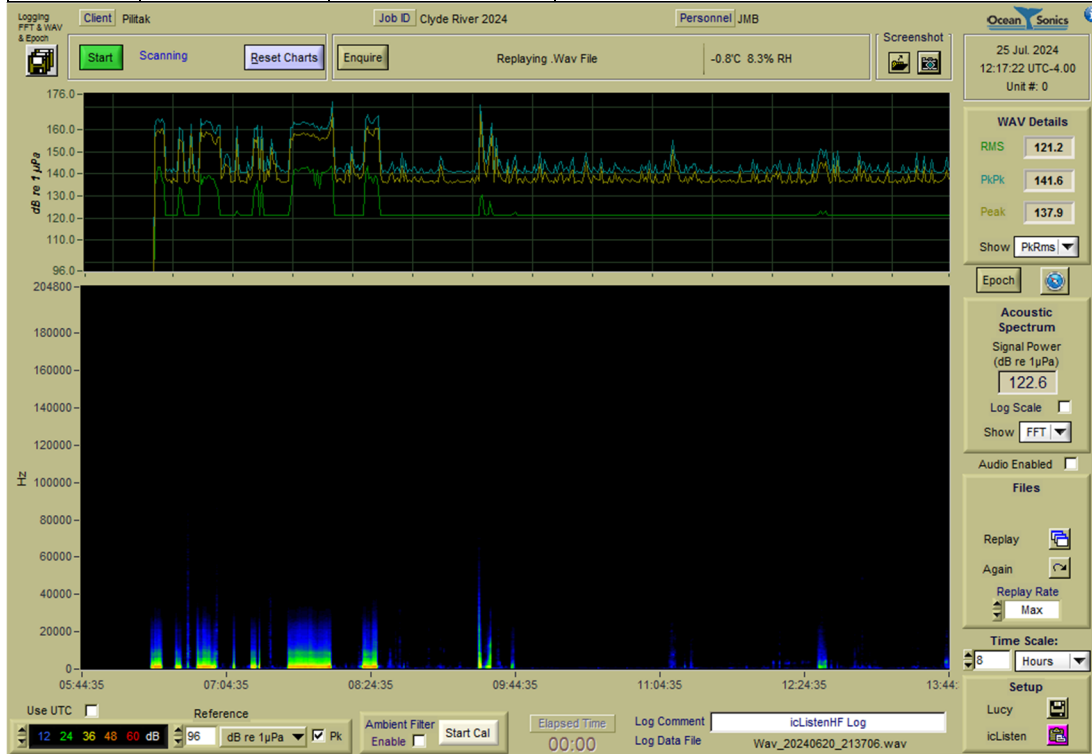 Logging
FFT & WAV
& Epoch
Client Pilitak
Job ID Clyde River 2024
Personnel JMB
Ocean Sonics
Start Scanning Reset Charts
Enquire Replaying .Wav File -0.8'C 8.3% RH
Screenshot
25 Jul. 2024
12:17:22 UTC-4.00
Unit #: 0
176.0
160.0
150.0
140.0
130.0
120.0
110.0
96.0
dB re 1 µPa
WAV Details
RMS 121.2
PkPk 141.6
Peak 137.9
Show PkRms
Epoch
204800
180000
160000
140000
120000
100000
80000
60000
40000
20000
0
Hz
05:44:35 07:04:35 08:24:35 09:44:35 11:04:35 12:24:35 13:44:
Acoustic
Spectrum
Signal Power
(dB re 1µPa)
122.6
Log Scale
Show FFT
Audio Enabled
Files
Replay
Again
Replay Rate
Max
Time Scale:
8 Hours
Setup
Lucy
icListen
Use UTC
12 24 36 48 60 dB
Reference
96 dB re 1µPa Pk
Ambient Filter
Enable Start Cal
Elapsed Time
00:00
Log Comment icListenHF Log
Log Data File Wav_20240620_213706.wav